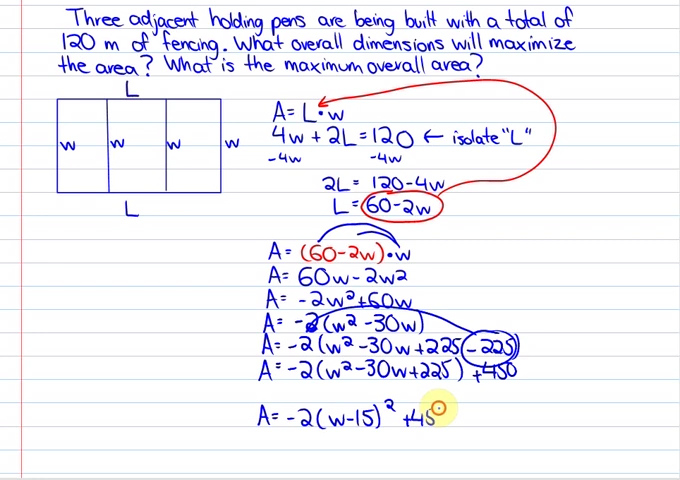 Three adjacent holding pens are being built with a total of
120 m of fencing. What overall dimensions will maximize
the area? What is the maximum overall area?
L
w w w w
L
A = L • w
4w + 2L = 120 ← isolate "L"
-4w -4w
2L = 120 - 4w
L = 60 - 2w
A = (60 - 2w) • w
A = 60w - 2w²
A = -2w² + 60w
A = -2(w² - 30w)
A = -2(w² - 30w + 225 - 225)
A = -2(w² - 30w + 225) + 450
A = -2(w - 15)² + 45